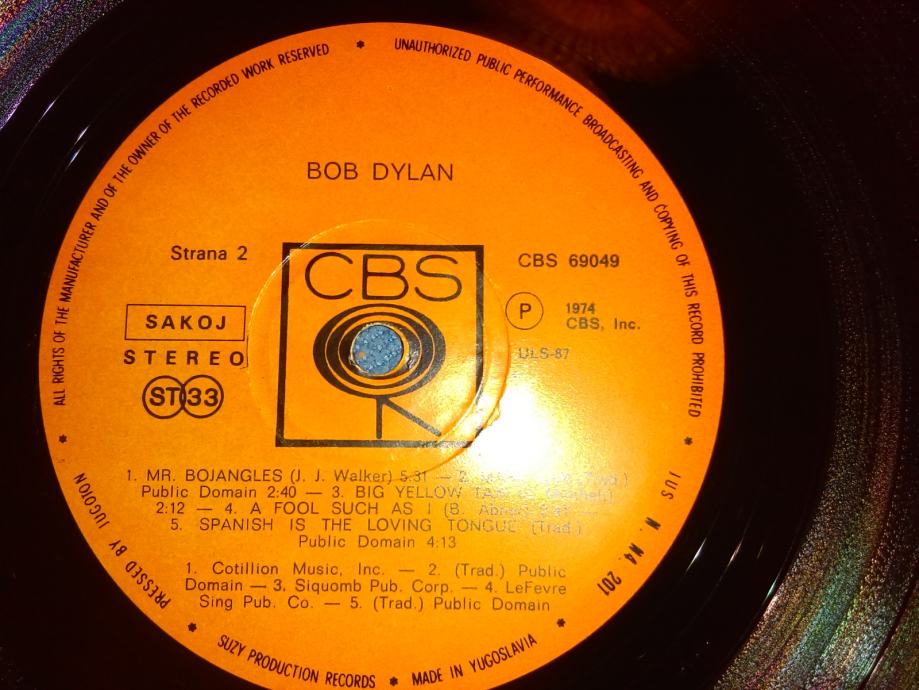 ALL RIGHTS OF THE MANUFACTURER AND OF THE OWNER OF THE RECORDED WORK RESERVED * UNAUTHORIZED PUBLIC PERFORMANCE BROADCASTING AND COPYING OF THIS RECORD PROHIBITED
BOB DYLAN
Strana 2
CBS 69049
CBS
SAKOJ
STEREO
ST 33
P
1974
CBS, Inc.
ULS-87
1. MR. BOJANGLES (J. J. Walker) 5:31 — 2.
Public Domain 2:40 — 3. BIG YELLOW
2:12 — 4. A FOOL SUCH AS I (B.
5. SPANISH IS THE LOVING TONGUE (Trad.)
Public Domain 4:13
1. Cotillion Music, Inc. — 2. (Trad.) Public
Domain — 3. Siquomb Pub. Corp. — 4. LeFevre
Sing Pub. Co. — 5. (Trad.) Public Domain
PRESSED BY JUGOTON * SUZY PRODUCTION RECORDS * MADE IN YUGOSLAVIA *